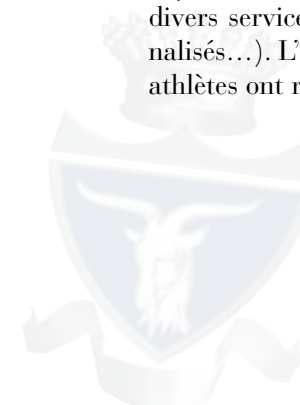 divers service
nalisés…). L’
athlètes ont r